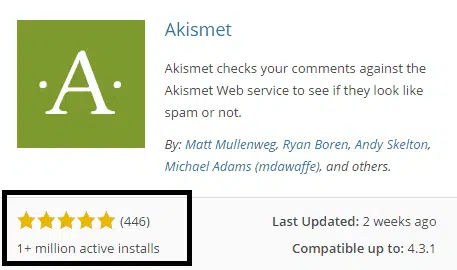 ·A·
Akismet
Akismet checks your comments against the
Akismet Web service to see if they look like
spam or not.
By: Matt Mullenweg, Ryan Boren, Andy Skelton,
Michael Adams (mdawaffe), and others.
(446)
1+ million active installs
Last Updated: 2 weeks ago
Compatible up to: 4.3.1